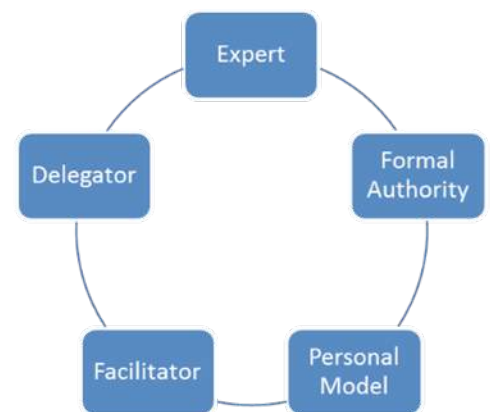 Expert
Formal
Authority
Personal
Model
Facilitator
Delegator